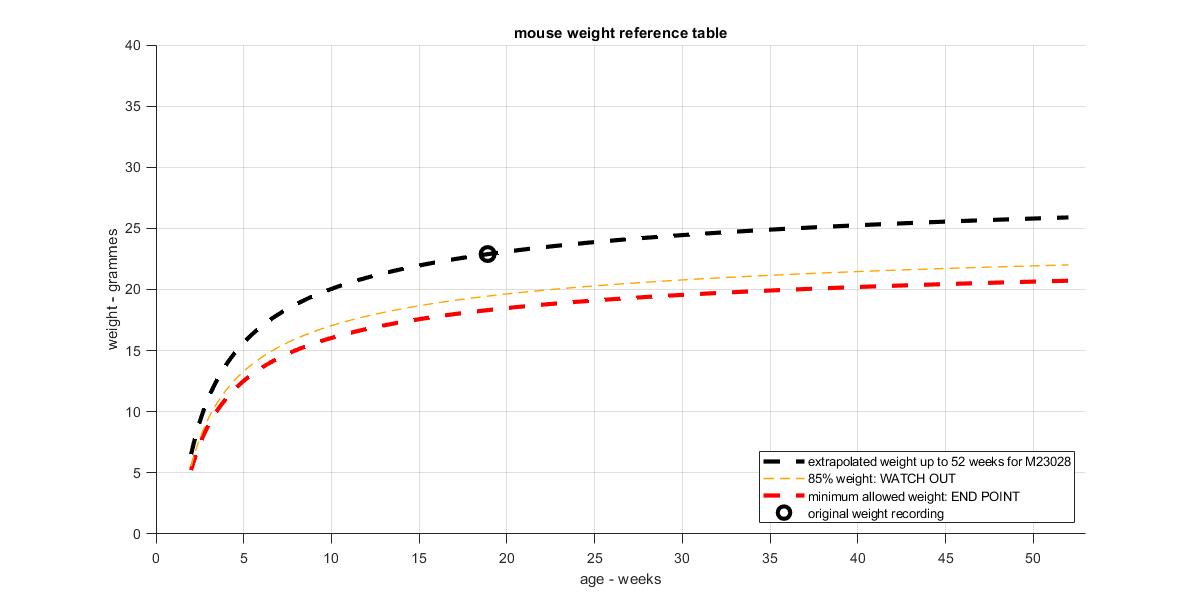 mouse weight reference table
40
35
30
25
20
15
10
5
0
weight - grammes
0 5 10 15 20 25 30 35 40 45 50
age - weeks
extrapolated weight up to 52 weeks for M23028
85% weight: WATCH OUT
minimum allowed weight: END POINT
original weight recording